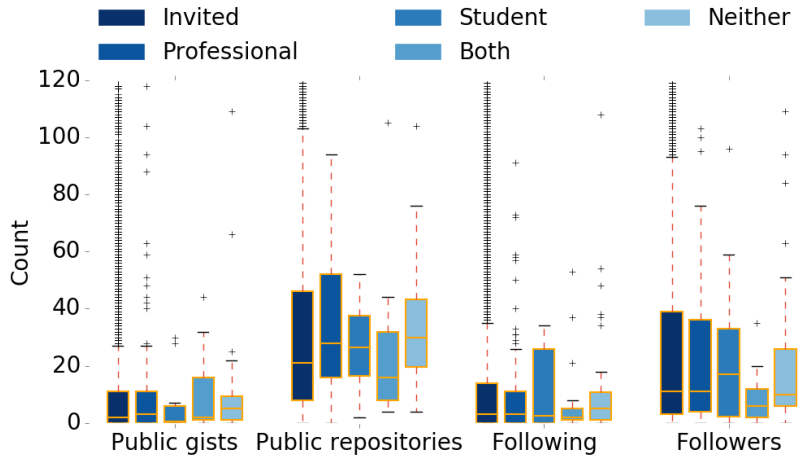 Invited Student Neither
Professional Both
120
100
80
60
40
20
0
Count
Public gists Public repositories Following Followers